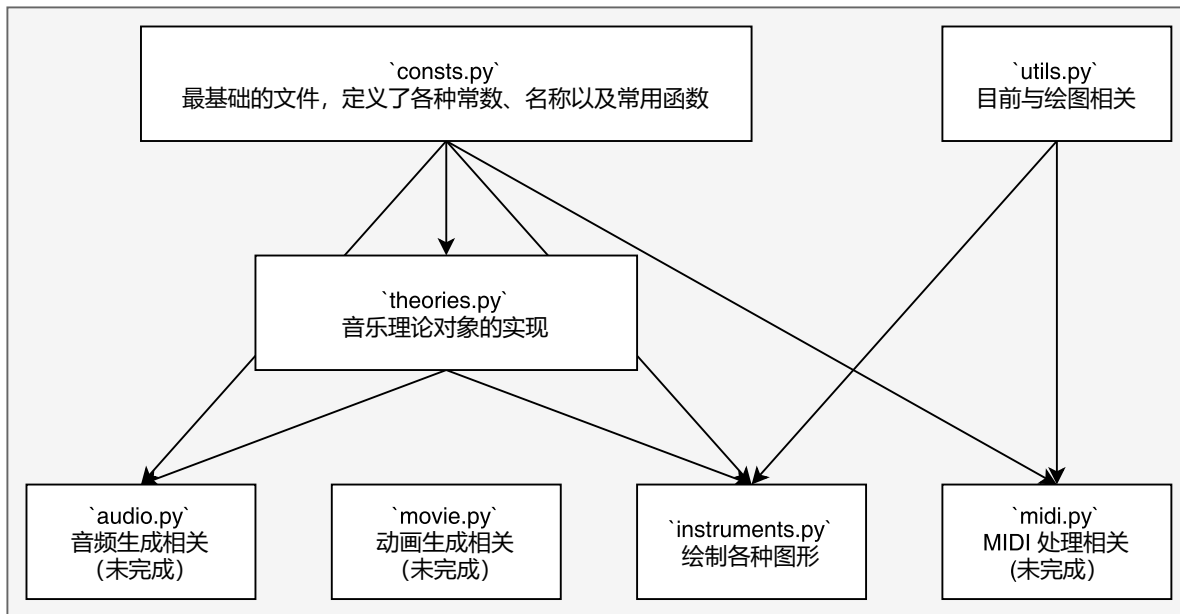 `consts.py`
最基础的文件，定义了各种常数、名称以及常用函数
`utils.py`
目前与绘图相关
`theories.py`
音乐理论对象的实现
`audio.py`
音频生成相关
（未完成）
`movie.py`
动画生成相关
（未完成）
`instruments.py`
绘制各种图形
`midi.py`
MIDI 处理相关
(未完成）